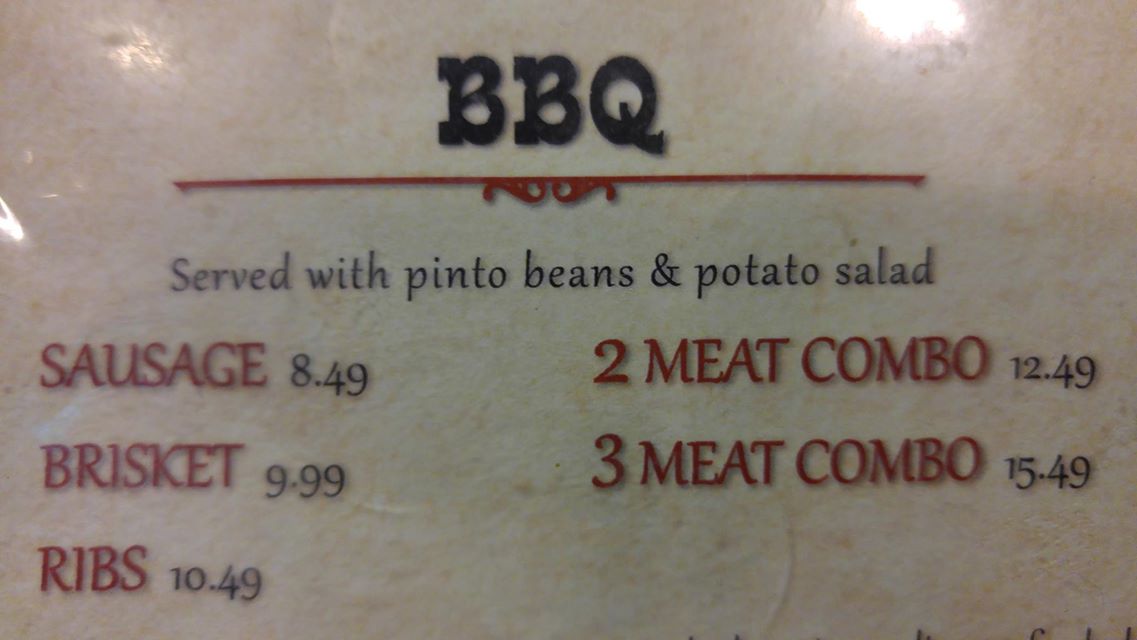 BBQ
Served with pinto beans & potato salad
SAUSAGE 8.49
BRISKET 9.99
RIBS 10.49
2 MEAT COMBO 12.49
3 MEAT COMBO 15.49